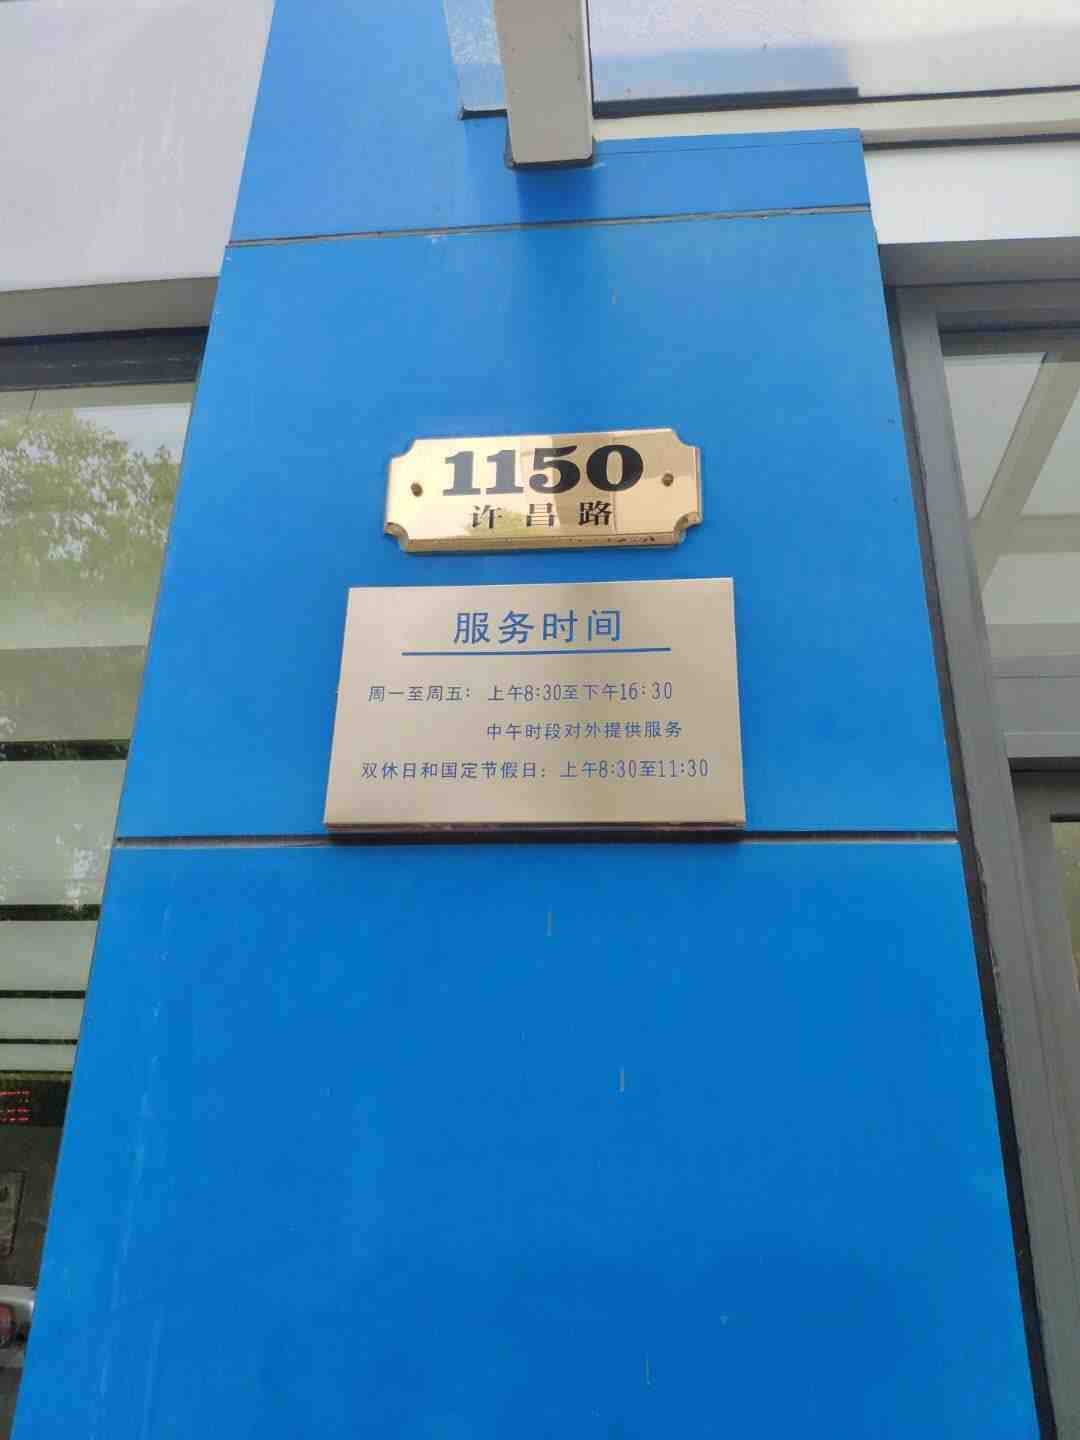 1150
许昌路
服务时间
周一至周五：上午8:30至下午16:30
中午时段对外提供服务
双休日和国定节假日：上午8:30至11:30